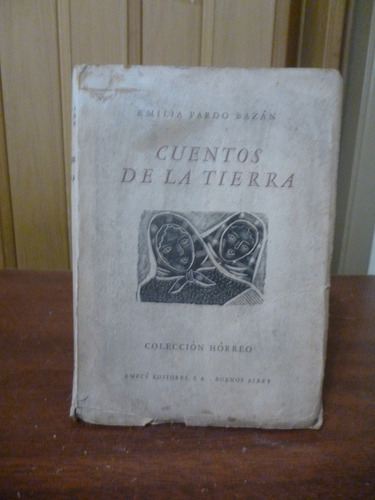 EMILIA PARDO BAZÁN
CUENTOS
DE LA TIERRA
COLECCIÓN HÓRREO
EMECÉ EDITORES, S. A. - BUENOS AIRES